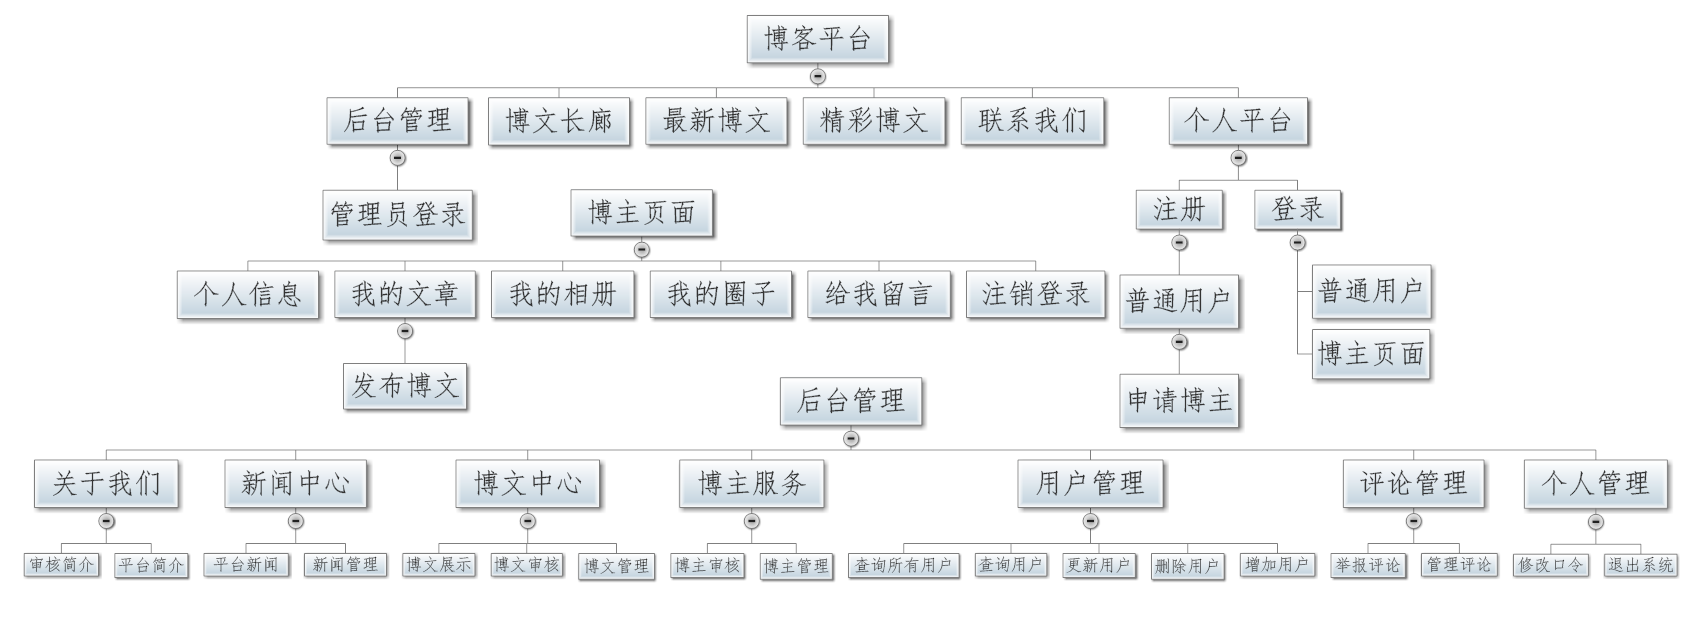 博客平台
后台管理
博文长廊
最新博文
精彩博文
联系我们
个人平台
管理员登录
博主页面
注册
登录
个人信息
我的文章
我的相册
我的圈子
给我留言
注销登录
普通用户
普通用户
博主页面
发布博文
申请博主
后台管理
关于我们
新闻中心
博文中心
博主服务
用户管理
评论管理
个人管理
审核简介
平台简介
平台新闻
新闻管理
博文展示
博文审核
博文管理
博主审核
博主管理
查询所有用户
查询用户
更新用户
删除用户
增加用户
举报评论
管理评论
修改口令
退出系统